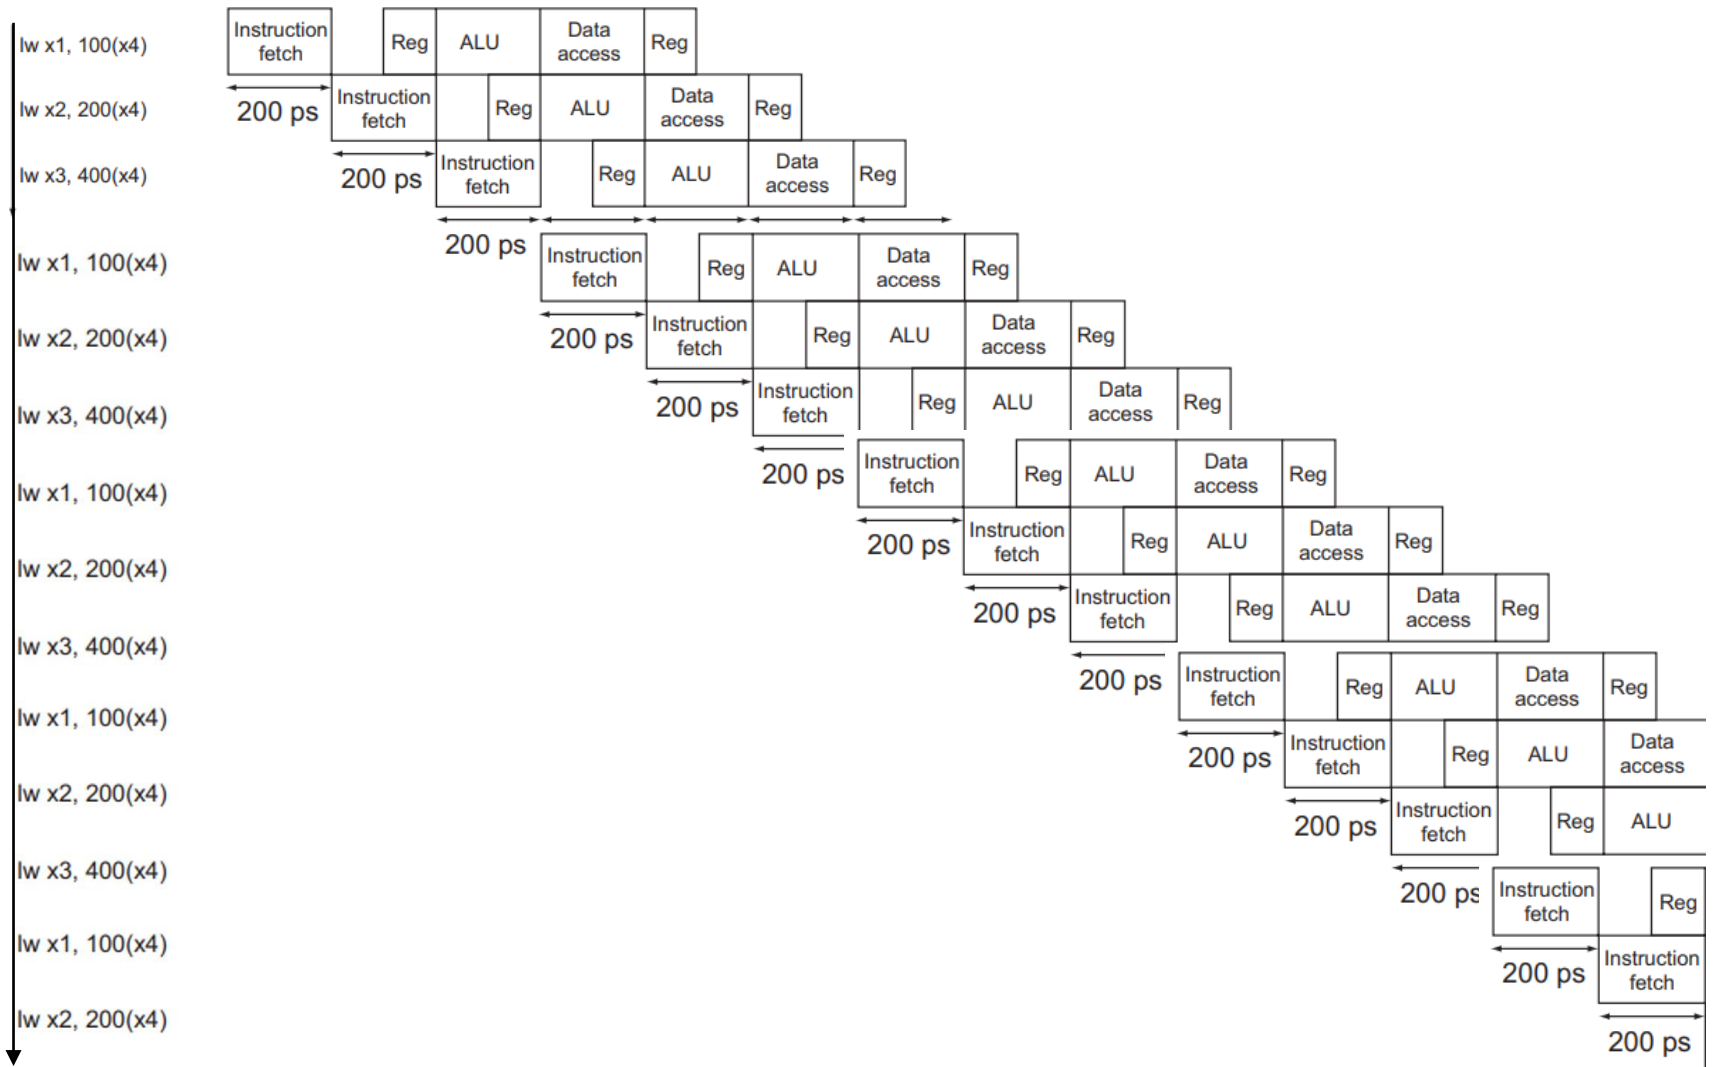 lw x1, 100(x4)
Instruction
fetch
Reg
ALU
Data
access
Reg
200 ps
lw x2, 200(x4)
Instruction
fetch
Reg
ALU
Data
access
Reg
200 ps
lw x3, 400(x4)
Instruction
fetch
Reg
ALU
Data
access
Reg
200 ps
lw x1, 100(x4)
Instruction
fetch
Reg
ALU
Data
access
Reg
200 ps
lw x2, 200(x4)
Instruction
fetch
Reg
ALU
Data
access
Reg
200 ps
lw x3, 400(x4)
Instruction
fetch
Reg
ALU
Data
access
Reg
200 ps
lw x1, 100(x4)
Instruction
fetch
Reg
ALU
Data
access
Reg
200 ps
lw x2, 200(x4)
Instruction
fetch
Reg
ALU
Data
access
Reg
200 ps
lw x3, 400(x4)
Instruction
fetch
Reg
ALU
Data
access
Reg
200 ps
lw x1, 100(x4)
Instruction
fetch
Reg
ALU
Data
access
Reg
200 ps
lw x2, 200(x4)
Instruction
fetch
Reg
ALU
Data
access
200 ps
lw x3, 400(x4)
Instruction
fetch
Reg
ALU
200 ps
lw x1, 100(x4)
Instruction
fetch
Reg
200 ps
lw x2, 200(x4)
Instruction
fetch
200 ps